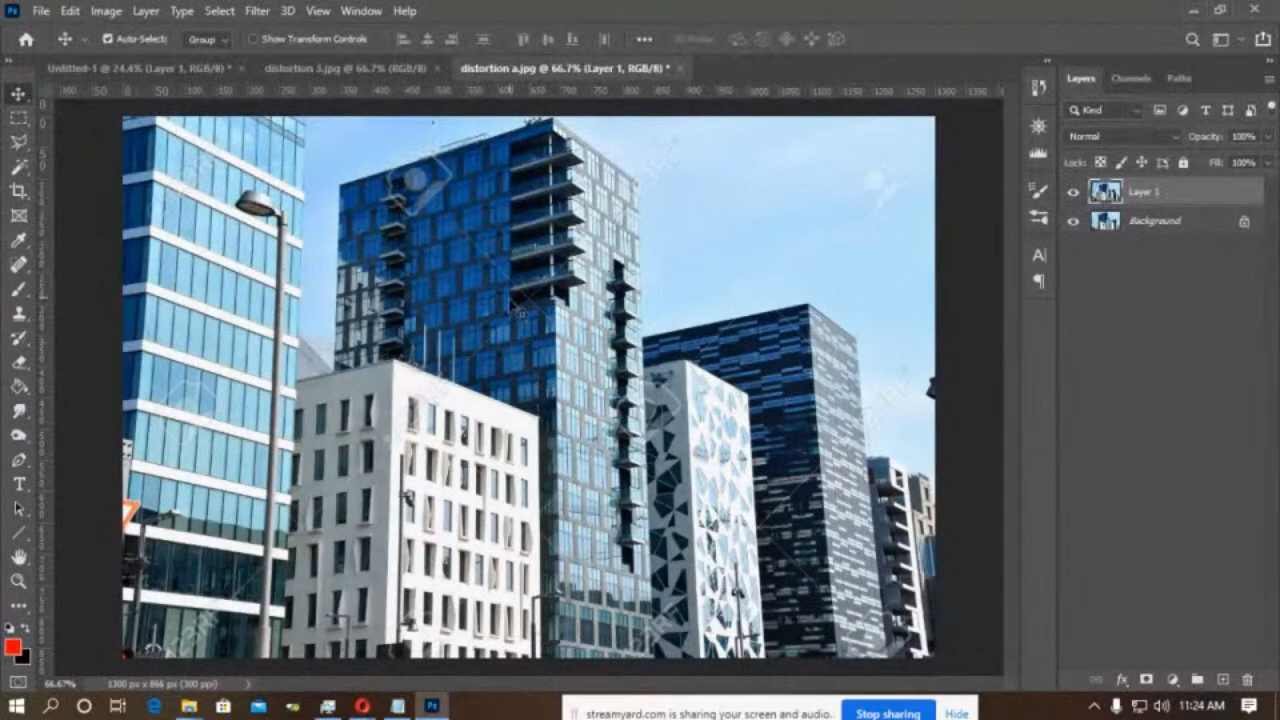 Ps File Edit Image Layer Type Select Filter 3D View Window Help
Auto-Select: Group Show Transform Controls
Untitled-1 @ 24.4% (Layer 1, RGB/8) * distortion 3.jpg @ 66.7% (RGB/8) distortion a.jpg @ 66.7% (Layer 1, RGB/8) *
Layers Channels Paths
Kind
Normal Opacity: 100%
Lock: Fill: 100%
Layer 1
Background
66.67% 1300 px x 866 px (300 ppi)
streamyard.com is sharing your screen and audio. Stop sharing Hide
11:24 AM